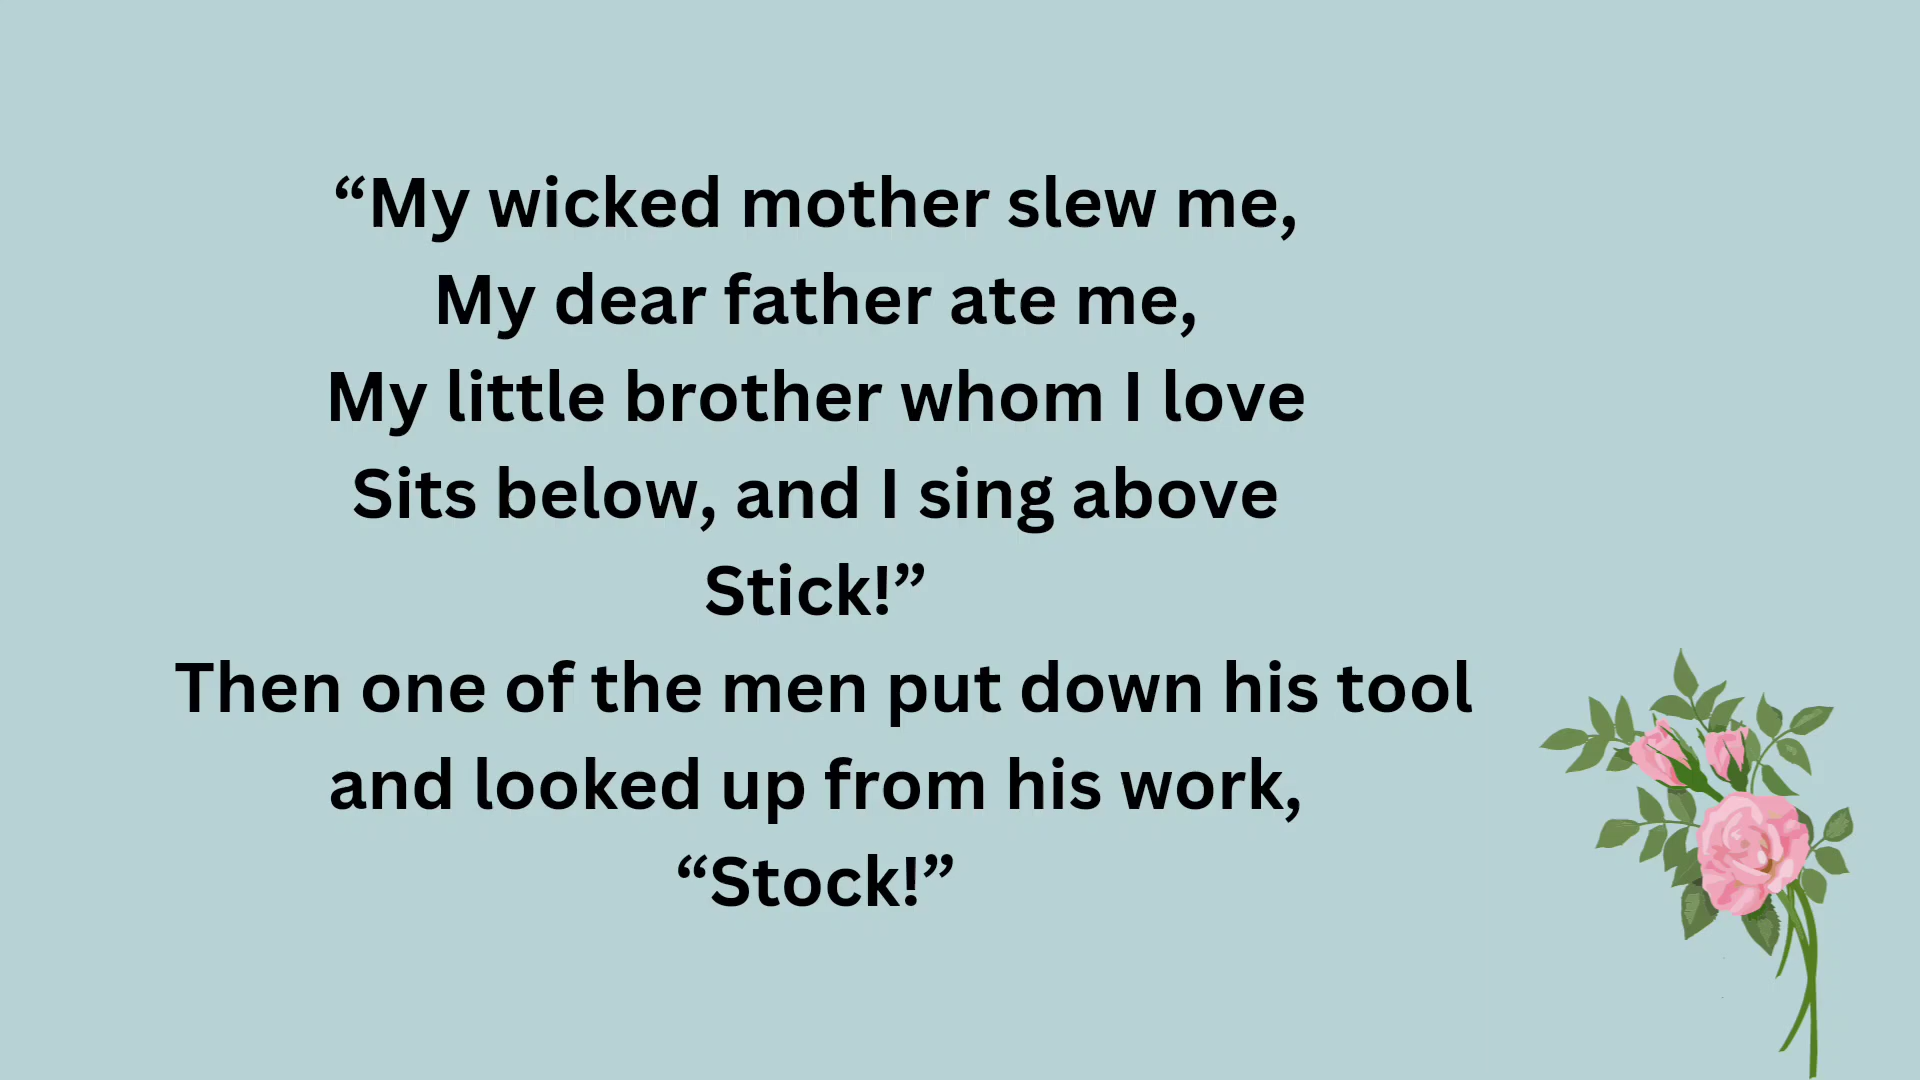 “My wicked mother slew me,
My dear father ate me,
My little brother whom I love
Sits below, and I sing above
Stick!”
Then one of the men put down his tool
and looked up from his work,
“Stock!”